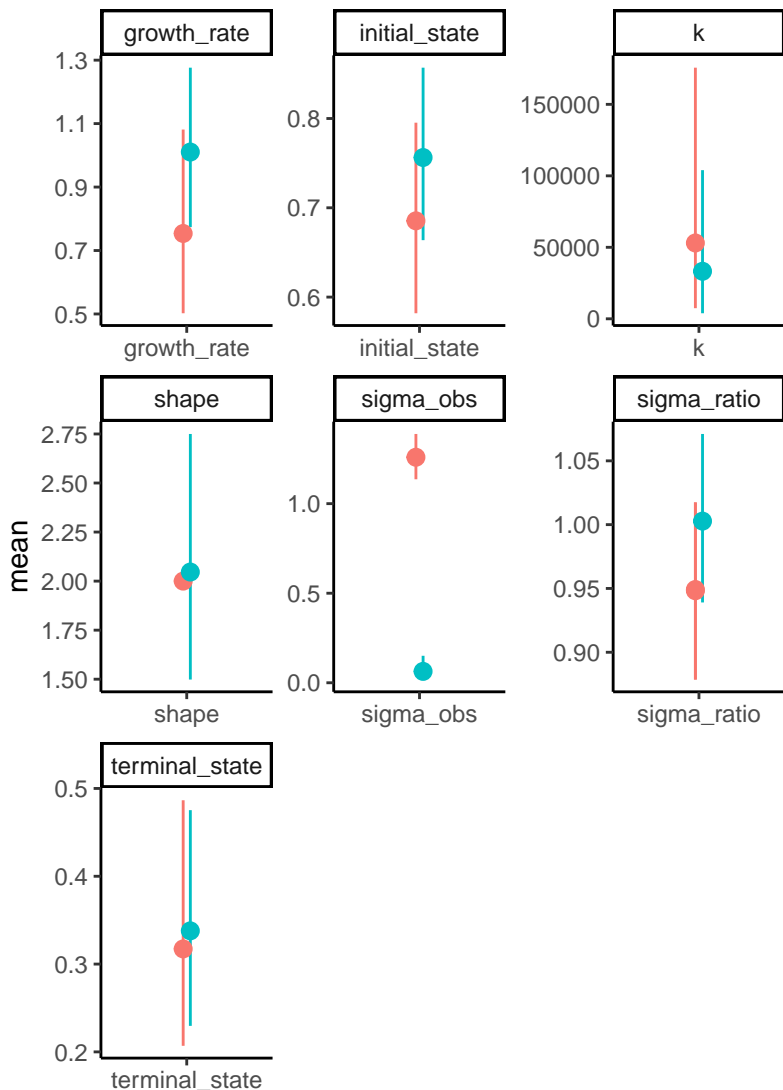 growth_rate
initial_state
k
1.3
1.1
0.9
0.7
0.5
0.8
0.7
0.6
150000
100000
50000
0
growth_rate
initial_state
k
shape
sigma_obs
sigma_ratio
mean
2.75
2.50
2.25
2.00
1.75
1.50
1.0
0.5
0.0
1.05
1.00
0.95
0.90
shape
sigma_obs
sigma_ratio
terminal_state
0.5
0.4
0.3
0.2
terminal_state